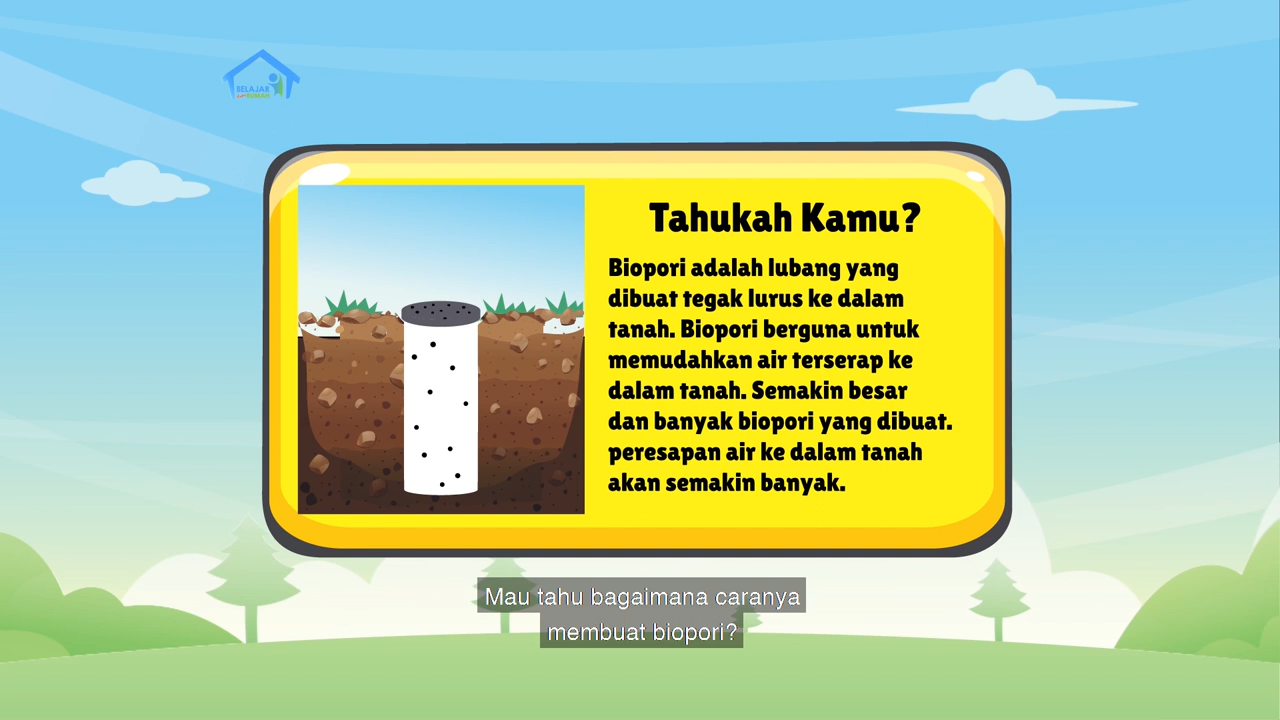 BELAJAR
dari RUMAH
Tahukah Kamu?
Biopori adalah lubang yang
dibuat tegak lurus ke dalam
tanah. Biopori berguna untuk
memudahkan air terserap ke
dalam tanah. Semakin besar
dan banyak biopori yang dibuat.
peresapan air ke dalam tanah
akan semakin banyak.
Mau tahu bagaimana caranya
membuat biopori?